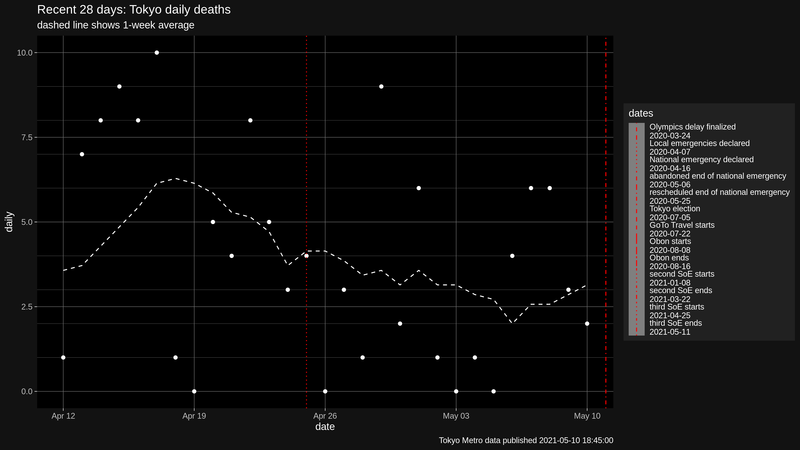 Recent 28 days: Tokyo daily deaths
dashed line shows 1-week average
10.0
7.5
5.0
2.5
0.0
daily
Apr 12
Apr 19
Apr 26
May 03
May 10
date
Tokyo Metro data published 2021-05-10 18:45:00
dates
Olympics delay finalized
2020-03-24
Local emergencies declared
2020-04-07
National emergency declared
2020-04-16
abandoned end of national emergency
2020-05-06
rescheduled end of national emergency
2020-05-25
Tokyo election
2020-07-05
GoTo Travel starts
2020-07-22
Obon starts
2020-08-08
Obon ends
2020-08-16
second SoE starts
2021-01-08
second SoE ends
2021-03-22
third SoE starts
2021-04-25
third SoE ends
2021-05-11